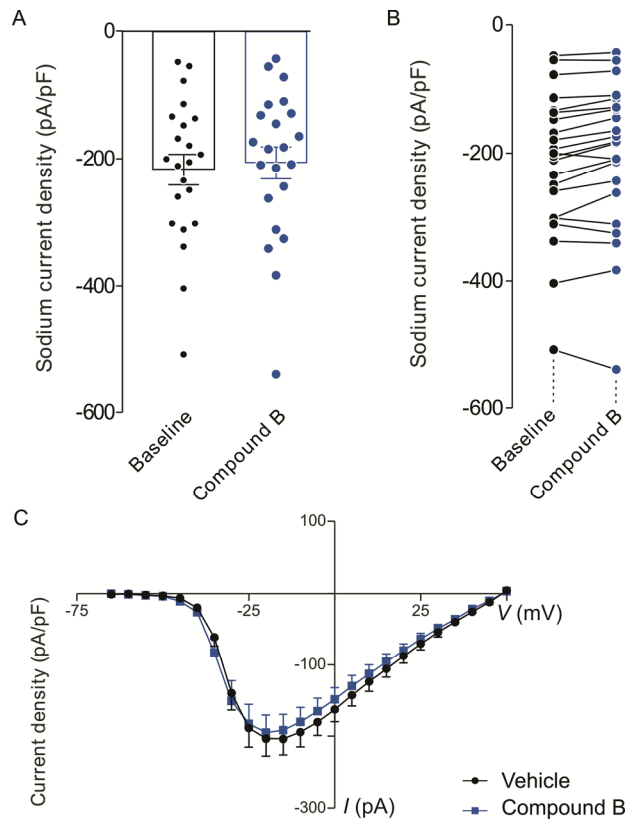 A
Sodium current density (pA/pF)
0
-200
-400
-600
Baseline
Compound B
B
Sodium current density (pA/pF)
0
-200
-400
-600
Baseline
Compound B
C
Current density (pA/pF)
100
-75
-25
25
V (mV)
-100
-300
I (pA)
Vehicle
Compound B